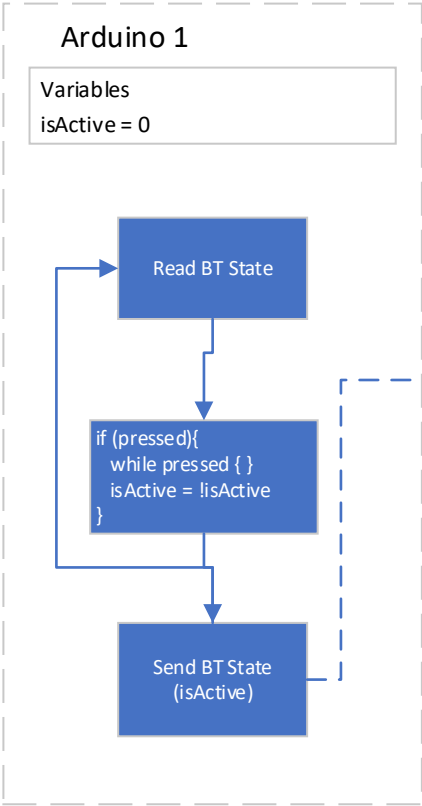 Arduino 1
Variables
isActive = 0
Read BT State
if (pressed){
while pressed { }
isActive = !isActive
}
Send BT State
(isActive)